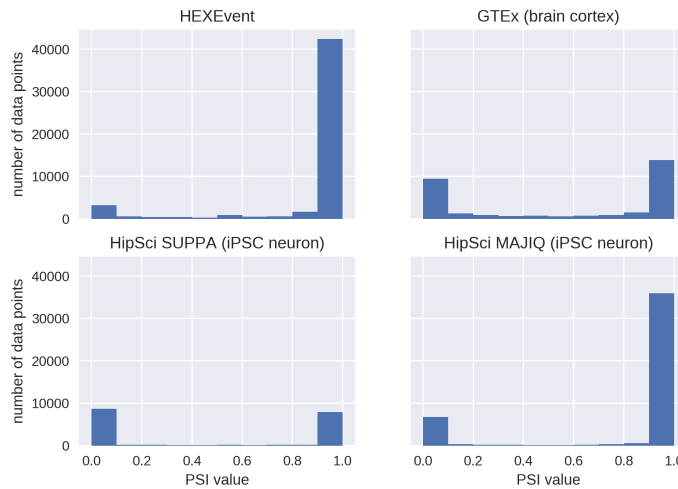 HEXEvent
GTEx (brain cortex)
number of data points
40000
30000
20000
10000
0
HipSci SUPPA (iPSC neuron)
HipSci MAJIQ (iPSC neuron)
number of data points
40000
30000
20000
10000
0
0.0 0.2 0.4 0.6 0.8 1.0
PSI value
0.0 0.2 0.4 0.6 0.8 1.0
PSI value